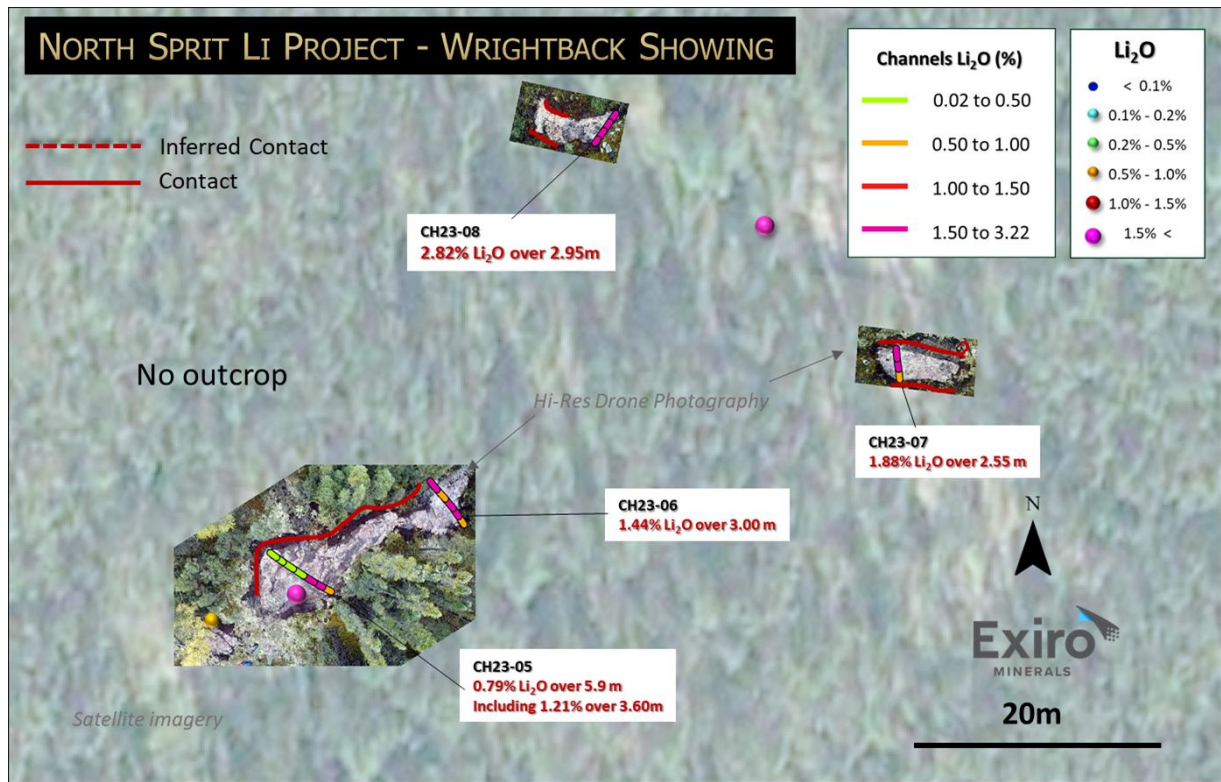 NORTH SPRIT LI PROJECT - WRIGHTBACK SHOWING
Inferred Contact
Contact
Channels Li₂O (%)
0.02 to 0.50
0.50 to 1.00
1.00 to 1.50
1.50 to 3.22
Li₂O
< 0.1%
0.1% - 0.2%
0.2% - 0.5%
0.5% - 1.0%
1.0% - 1.5%
1.5% <
CH23-08
2.82% Li₂O over 2.95m
No outcrop
Hi-Res Drone Photography
CH23-07
1.88% Li₂O over 2.55 m
CH23-06
1.44% Li₂O over 3.00 m
CH23-05
0.79% Li₂O over 5.9 m
Including 1.21% over 3.60m
Satellite imagery
N
Exiro
MINERALS
20m